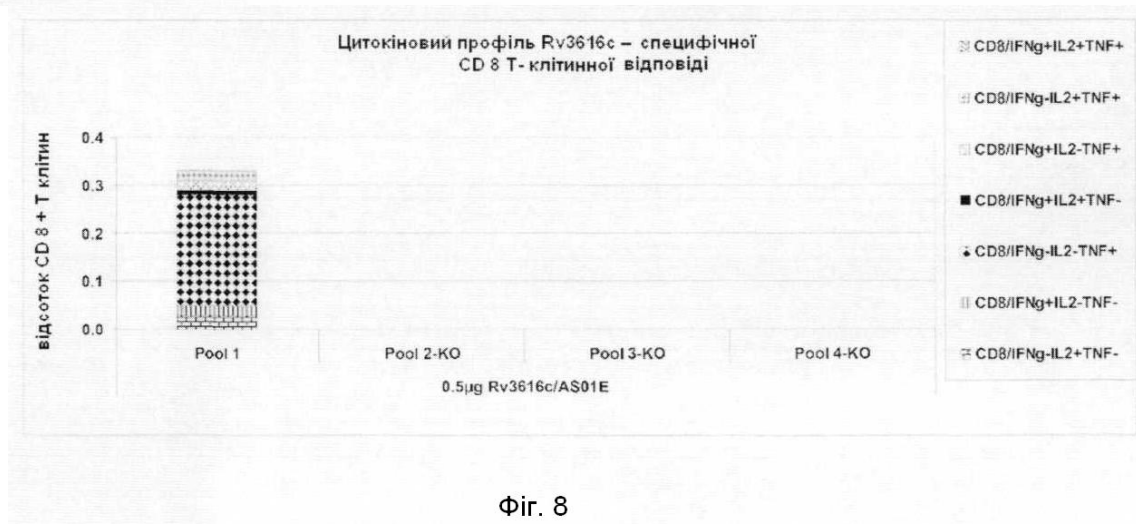 Цитокіновий профіль Rv3616c – специфічної
CD 8 Т- клітинної відповіді
відсоток CD 8 + Т клітин
0.4
0.3
0.2
0.1
0.0
Pool 1
Pool 2-KO
Pool 3-KO
Pool 4-KO
0.5µg Rv3616c/AS01E
CD8/IFNg+IL2+TNF+
CD8/IFNg-IL2+TNF+
CD8/IFNg+IL2-TNF+
CD8/IFNg+IL2+TNF-
CD8/IFNg-IL2-TNF+
CD8/IFNg+IL2-TNF-
CD8/IFNg-IL2+TNF-
Фіг. 8